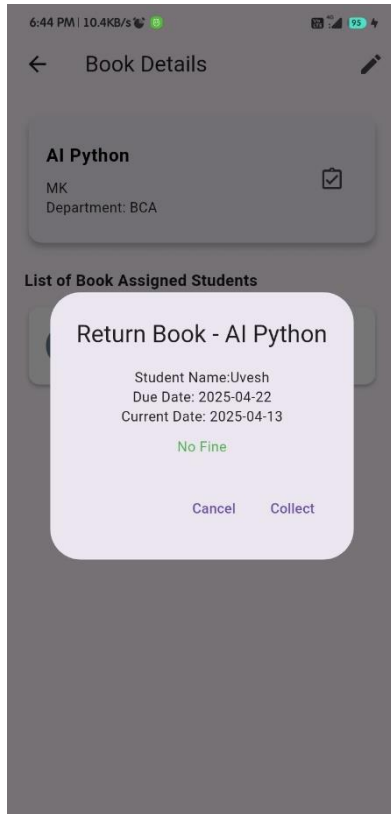 6:44 PM | 10.4KB/s
4G
95
Book Details
AI Python
MK
Department: BCA
List of Book Assigned Students
Return Book - AI Python
Student Name:Uvesh
Due Date: 2025-04-22
Current Date: 2025-04-13
No Fine
Cancel Collect